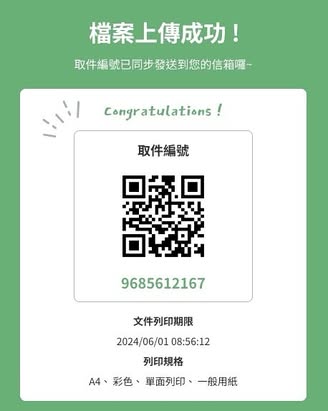 檔案上傳成功！
取件編號已同步發送到您的信箱囉~
Congratulations !
取件編號
9685612167
文件列印期限
2024/06/01 08:56:12
列印規格
A4、 彩色、 單面列印、 一般用紙